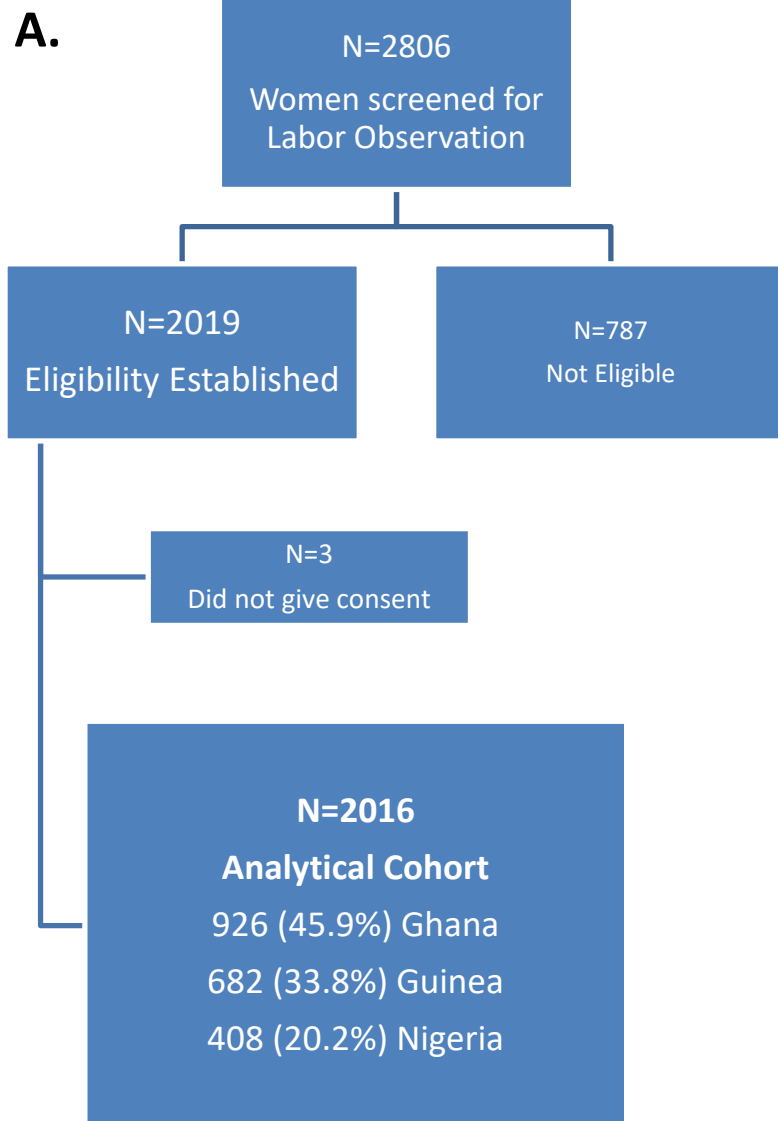 A.
N=2806
Women screened for
Labor Observation
N=2019
Eligibility Established
N=787
Not Eligible
N=3
Did not give consent
N=2016
Analytical Cohort
926 (45.9%) Ghana
682 (33.8%) Guinea
408 (20.2%) Nigeria